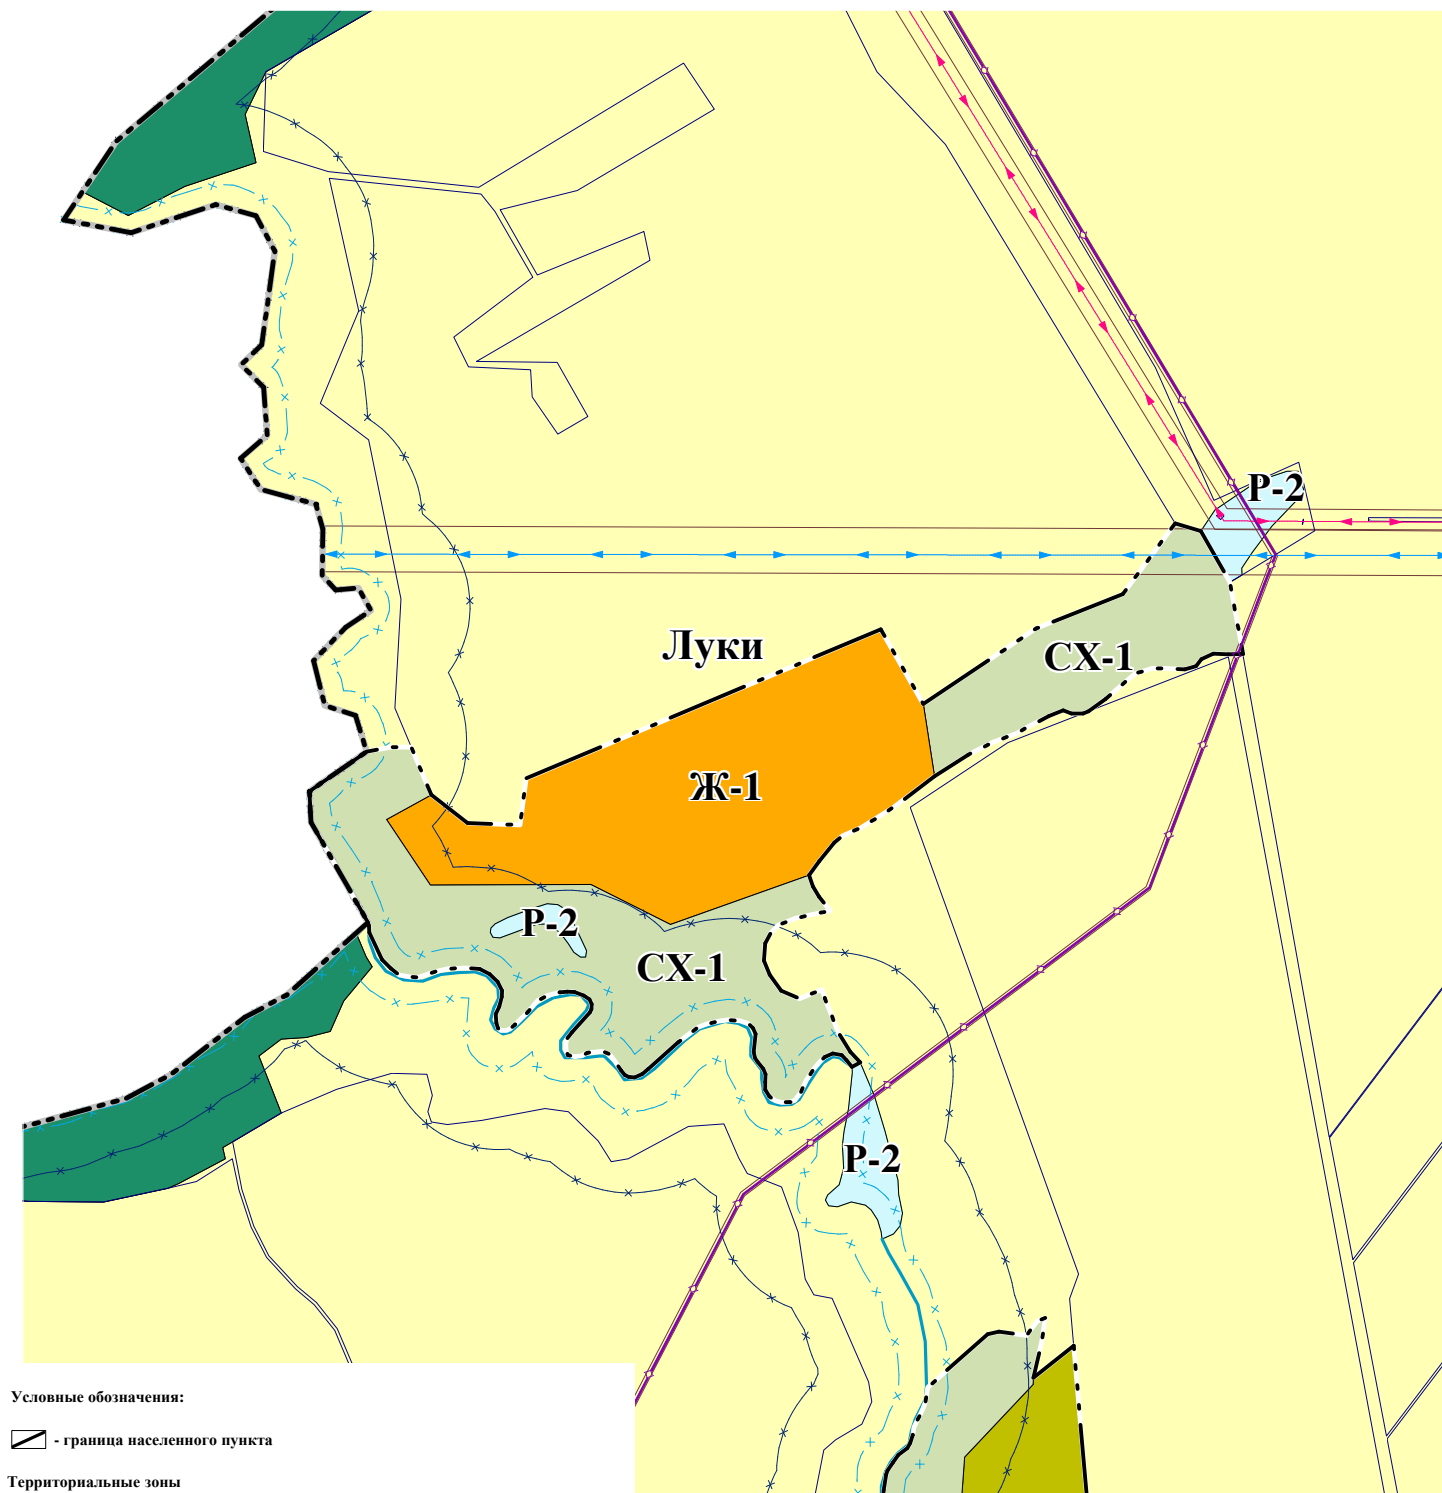 Р-2
Луки
СХ-1
Ж-1
Р-2
СХ-1
Р-2
Условные обозначения:
- граница населенного пункта
Территориальные зоны